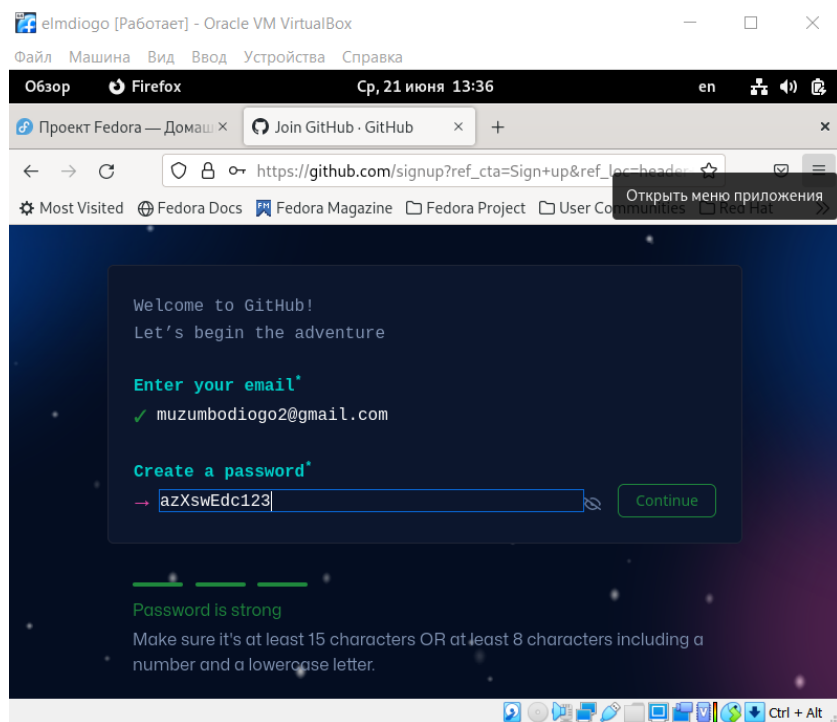 elmdiogo [Работает] - Oracle VM VirtualBox
Файл Машина Вид Ввод Устройства Справка
Обзор Firefox Ср, 21 июня 13:36 en
Проект Fedora — Домаш Join GitHub · GitHub
https://github.com/signup?ref_cta=Sign+up&ref_loc=header
Открыть меню приложения
Most Visited Fedora Docs Fedora Magazine Fedora Project User Communities Red Hat
Welcome to GitHub!
Let's begin the adventure
Enter your email*
muzumbodiogo2@gmail.com
Create a password*
→ azXswEdc123 Continue
Password is strong
Make sure it's at least 15 characters OR at least 8 characters including a
number and a lowercase letter.
Ctrl + Alt